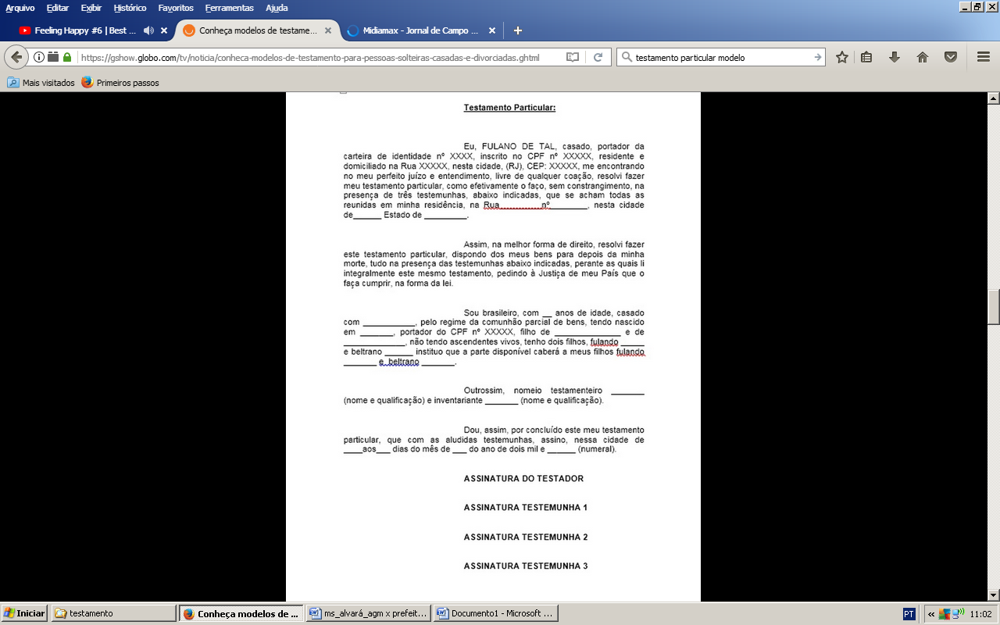 Arquivo Editar Exibir Histórico Favoritos Ferramentas Ajuda
Feeling Happy #6 | Best ... Conheça modelos de testame... Midiamax - Jornal de Campo ...
https://gshow.globo.com/tv/noticia/conheca-modelos-de-testamento-para-pessoas-solteiras-casadas-e-divorciadas.ghtml testamento particular modelo
Mais visitados Primeiros passos
Testamento Particular:
Eu, FULANO DE TAL, casado, portador da
carteira de identidade nº XXXX, inscrito no CPF nº XXXXX, residente e
domiciliado na Rua XXXXX, nesta cidade, (RJ), CEP: XXXXX, me encontrando
no meu perfeito juízo e entendimento, livre de qualquer coação, resolvi fazer
meu testamento particular, como efetivamente o faço, sem constrangimento, na
presença de três testemunhas, abaixo indicadas, que se acham todas as
reunidas em minha residência, na Rua_________nº________, nesta cidade
de______ Estado de _________.
Assim, na melhor forma de direito, resolvi fazer
este testamento particular, dispondo dos meus bens para depois da minha
morte, tudo na presença das testemunhas abaixo indicadas, perante as quais li
integralmente este mesmo testamento, pedindo à Justiça de meu País que o
faça cumprir, na forma da lei.
Sou brasileiro, com __ anos de idade, casado
com ___________, pelo regime da comunhão parcial de bens, tendo nascido
em _______, portador do CPF nº XXXXX, filho de ______________ e de
_____________, não tendo ascendentes vivos, tenho dois filhos, fulando _____
e beltrano ______ instituo que a parte disponível caberá a meus filhos fulando
_______ e beltrano _______.
Outrossim, nomeio testamenteiro _______
(nome e qualificação) e inventariante _______ (nome e qualificação).
Dou, assim, por concluído este meu testamento
particular, que com as aludidas testemunhas, assino, nessa cidade de
____aos___ dias do mês de ___ do ano de dois mil e ______ (numeral).
ASSINATURA DO TESTADOR
ASSINATURA TESTEMUNHA 1
ASSINATURA TESTEMUNHA 2
ASSINATURA TESTEMUNHA 3
Iniciar testamento Conheça modelos de ... ms_alvará_agm x prefeit... Documento1 - Microsoft ... PT 11:02